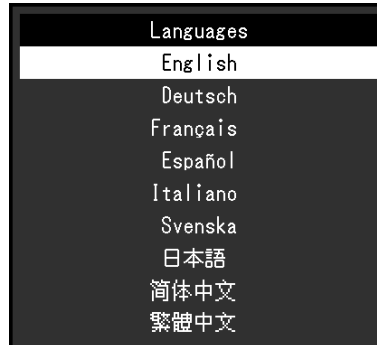 Languages
English
Deutsch
Français
Español
Italiano
Svenska
日本語
简体中文
繁體中文